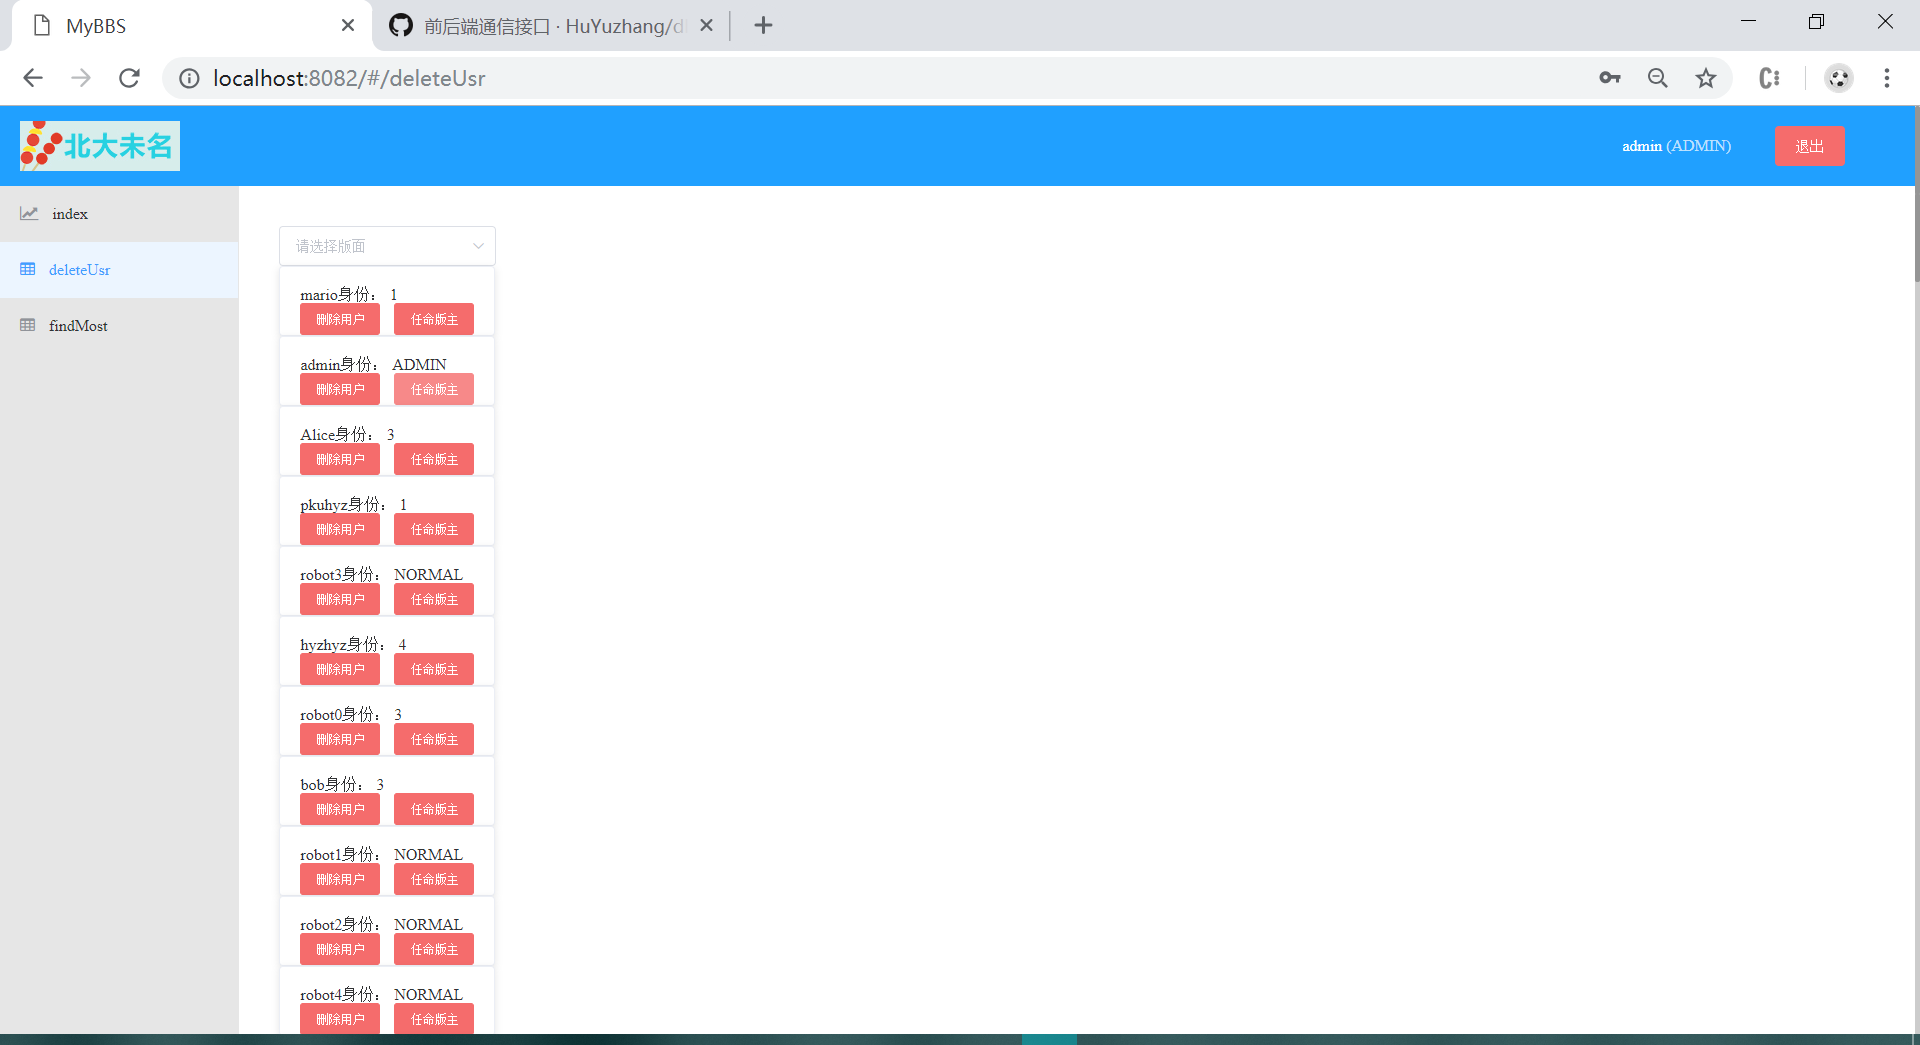 MyBBS
前后端通信接口 · HuYuzhang/d
localhost:8082/#/deleteUsr
北大未名
admin (ADMIN)
退出
index
deleteUsr
findMost
请选择版面
mario身份： 1
删除用户 任命版主
admin身份： ADMIN
删除用户 任命版主
Alice身份： 3
删除用户 任命版主
pkuhyz身份： 1
删除用户 任命版主
robot3身份： NORMAL
删除用户 任命版主
hyzhyz身份： 4
删除用户 任命版主
robot0身份： 3
删除用户 任命版主
bob身份： 3
删除用户 任命版主
robot1身份： NORMAL
删除用户 任命版主
robot2身份： NORMAL
删除用户 任命版主
robot4身份： NORMAL
删除用户 任命版主